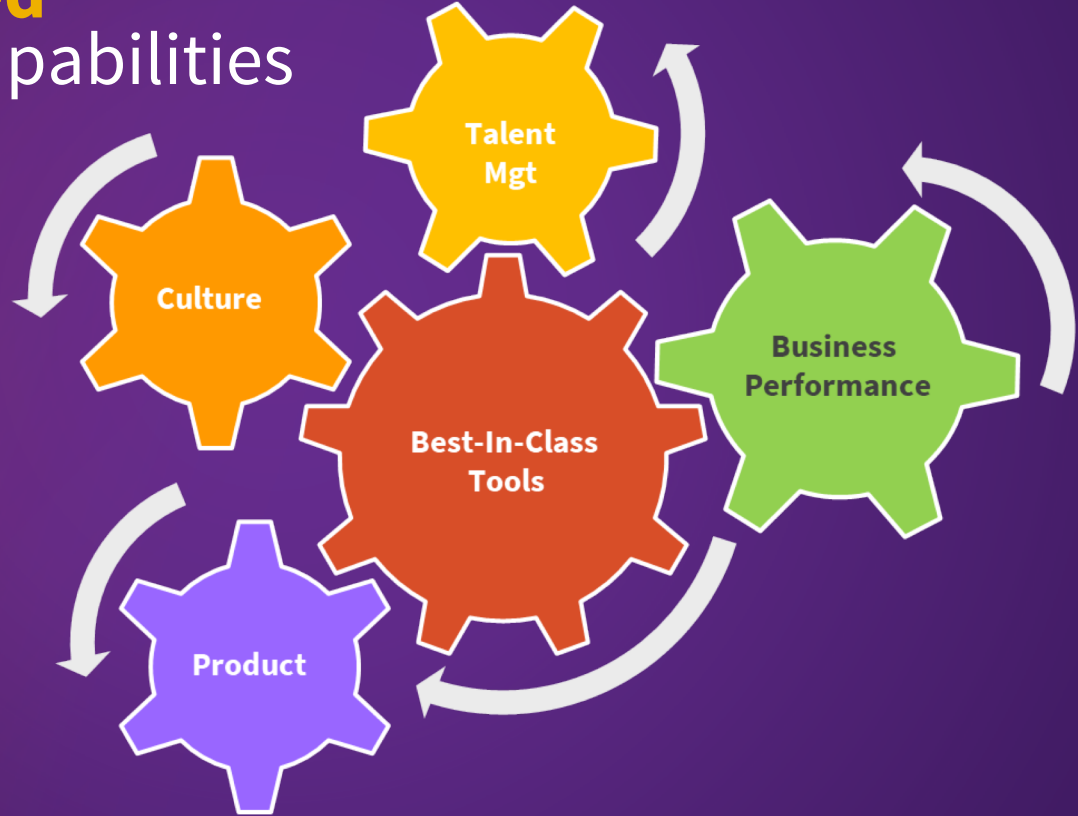 pabilities
Talent
Mgt
Culture
Business
Performance
Best-In-Class
Tools
Product